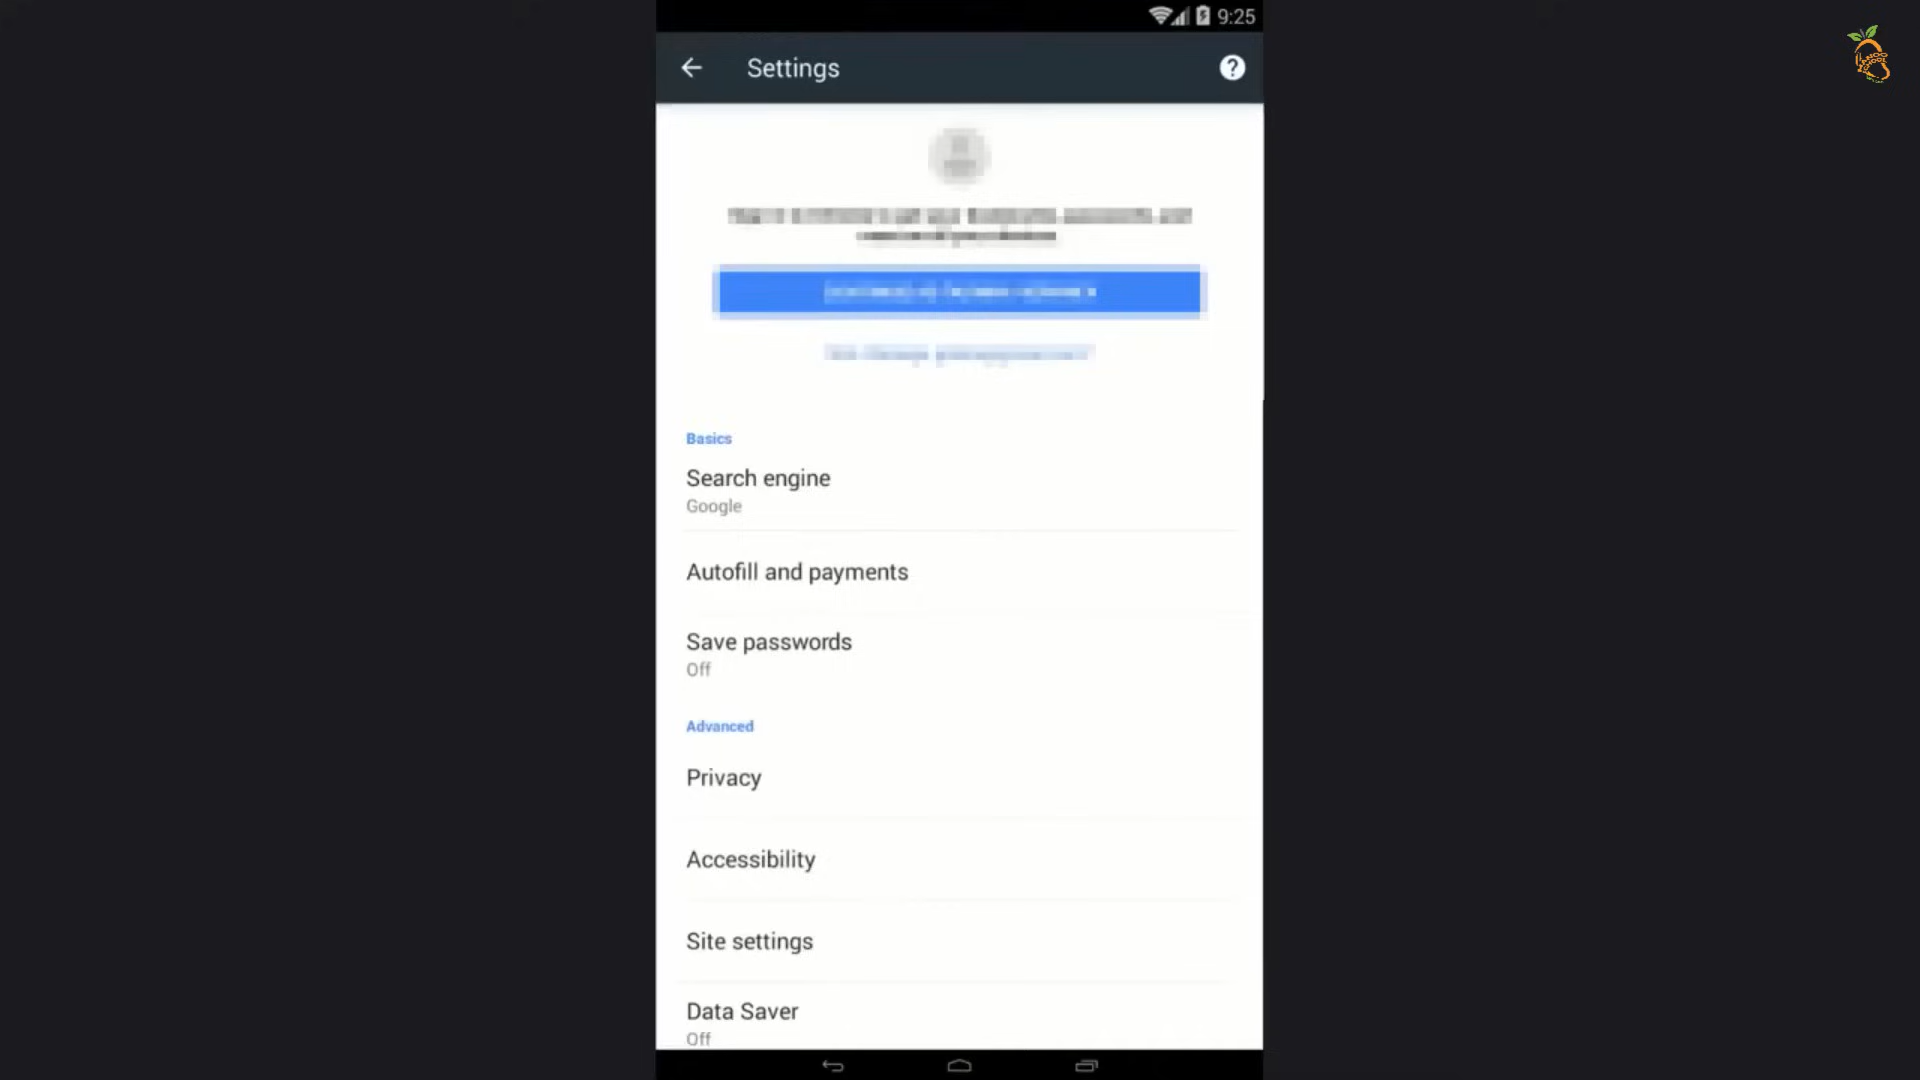 9:25
Settings
Basics
Search engine
Google
Autofill and payments
Save passwords
Off
Advanced
Privacy
Accessibility
Site settings
Data Saver
Off